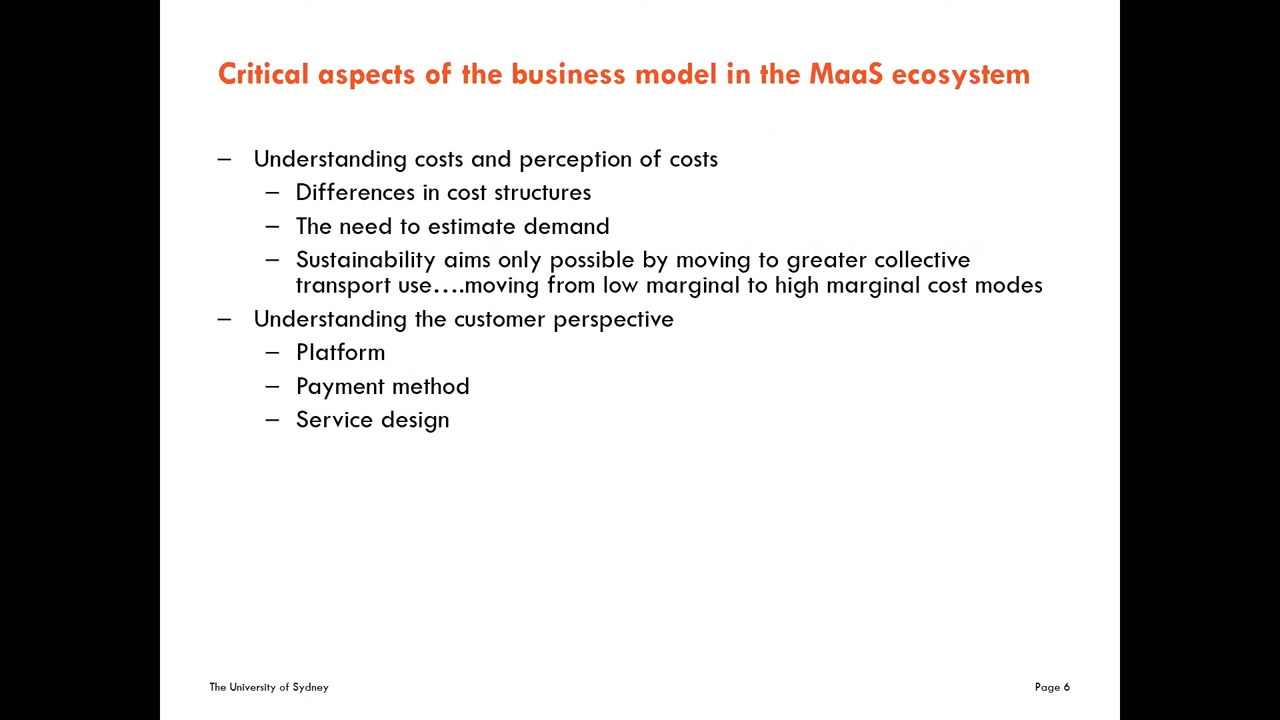 Critical aspects of the business model in the MaaS ecosystem
– Understanding costs and perception of costs
– Differences in cost structures
– The need to estimate demand
– Sustainability aims only possible by moving to greater collective
transport use….moving from low marginal to high marginal cost modes
– Understanding the customer perspective
– Platform
– Payment method
– Service design
The University of Sydney
Page 6